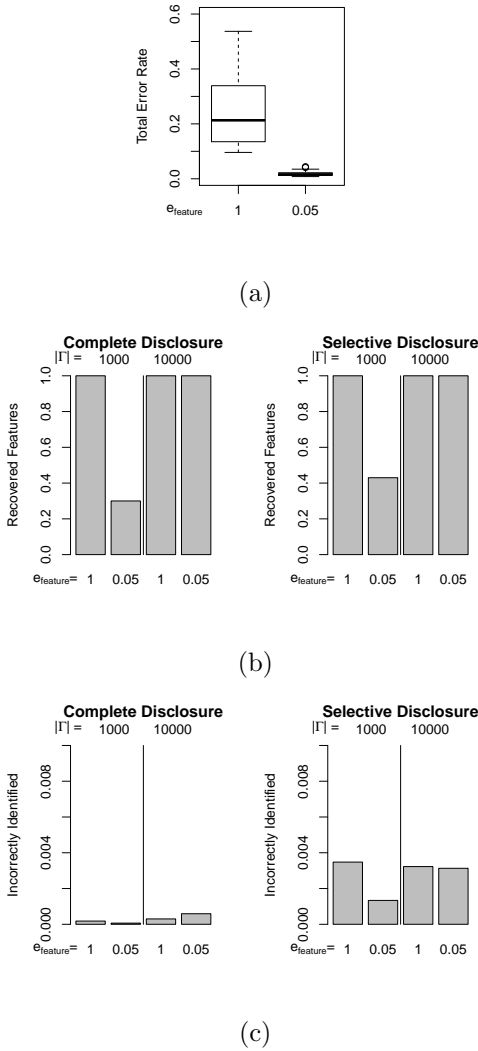 Total Error Rate
0.6
0.2
0.0
0.4
e_feature 1 0.05
(a)
Complete Disclosure
|Γ| = 1000 10000
Recovered Features
1.0
0.8
0.6
0.4
0.2
0.0
e_feature= 1 0.05 1 0.05
Selective Disclosure
|Γ| = 1000 10000
Recovered Features
1.0
0.8
0.6
0.4
0.2
0.0
e_feature= 1 0.05 1 0.05
(b)
Complete Disclosure
|Γ| = 1000 10000
Incorrectly Identified
0.008
0.004
0.000
e_feature= 1 0.05 1 0.05
Selective Disclosure
|Γ| = 1000 10000
Incorrectly Identified
0.008
0.004
0.000
e_feature= 1 0.05 1 0.05
(c)